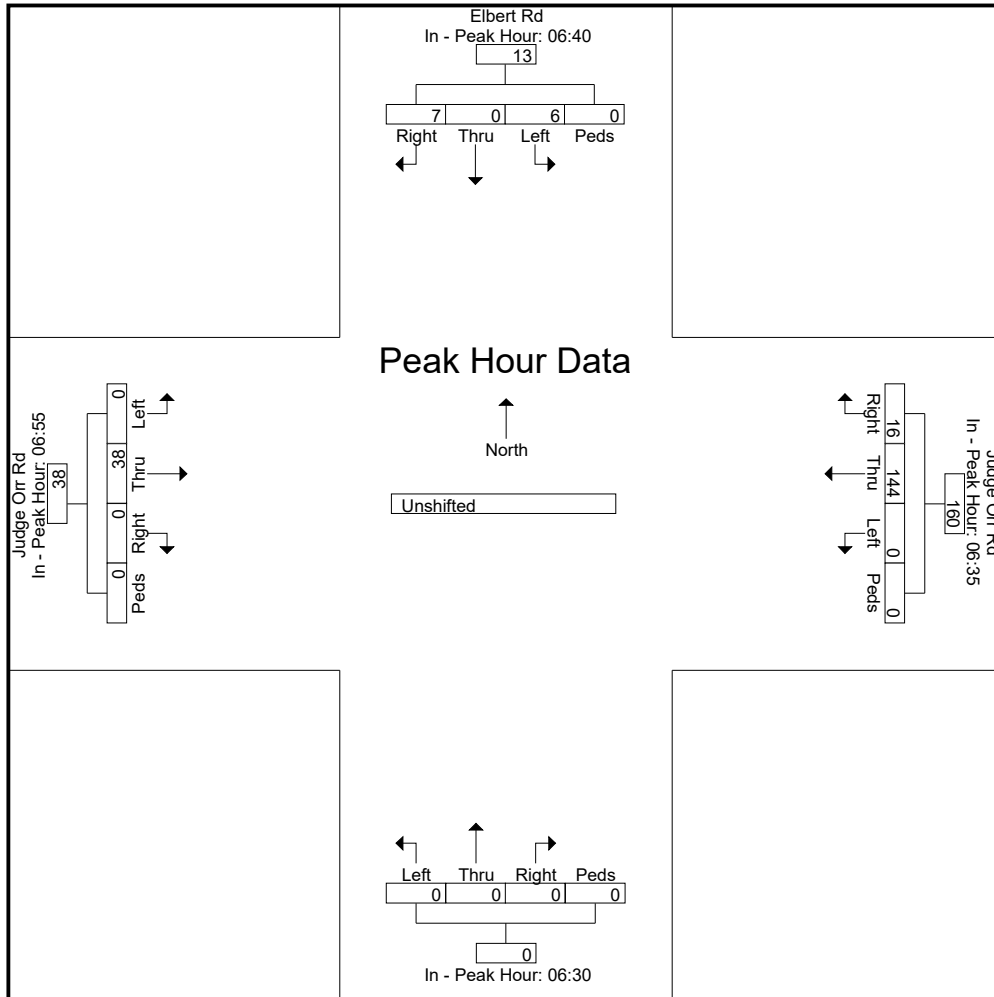 Elbert Rd
In - Peak Hour: 06:40
13
7 0 6 0
Right Thru Left Peds
Peak Hour Data
North
Unshifted
Judge Orr Rd
In - Peak Hour: 06:55
38
0 38 0 0
Left Thru Right Peds
Judge Orr Rd
In - Peak Hour: 06:35
160
16 144 0 0
Right Thru Left Peds
Left Thru Right Peds
0 0 0 0
0
In - Peak Hour: 06:30